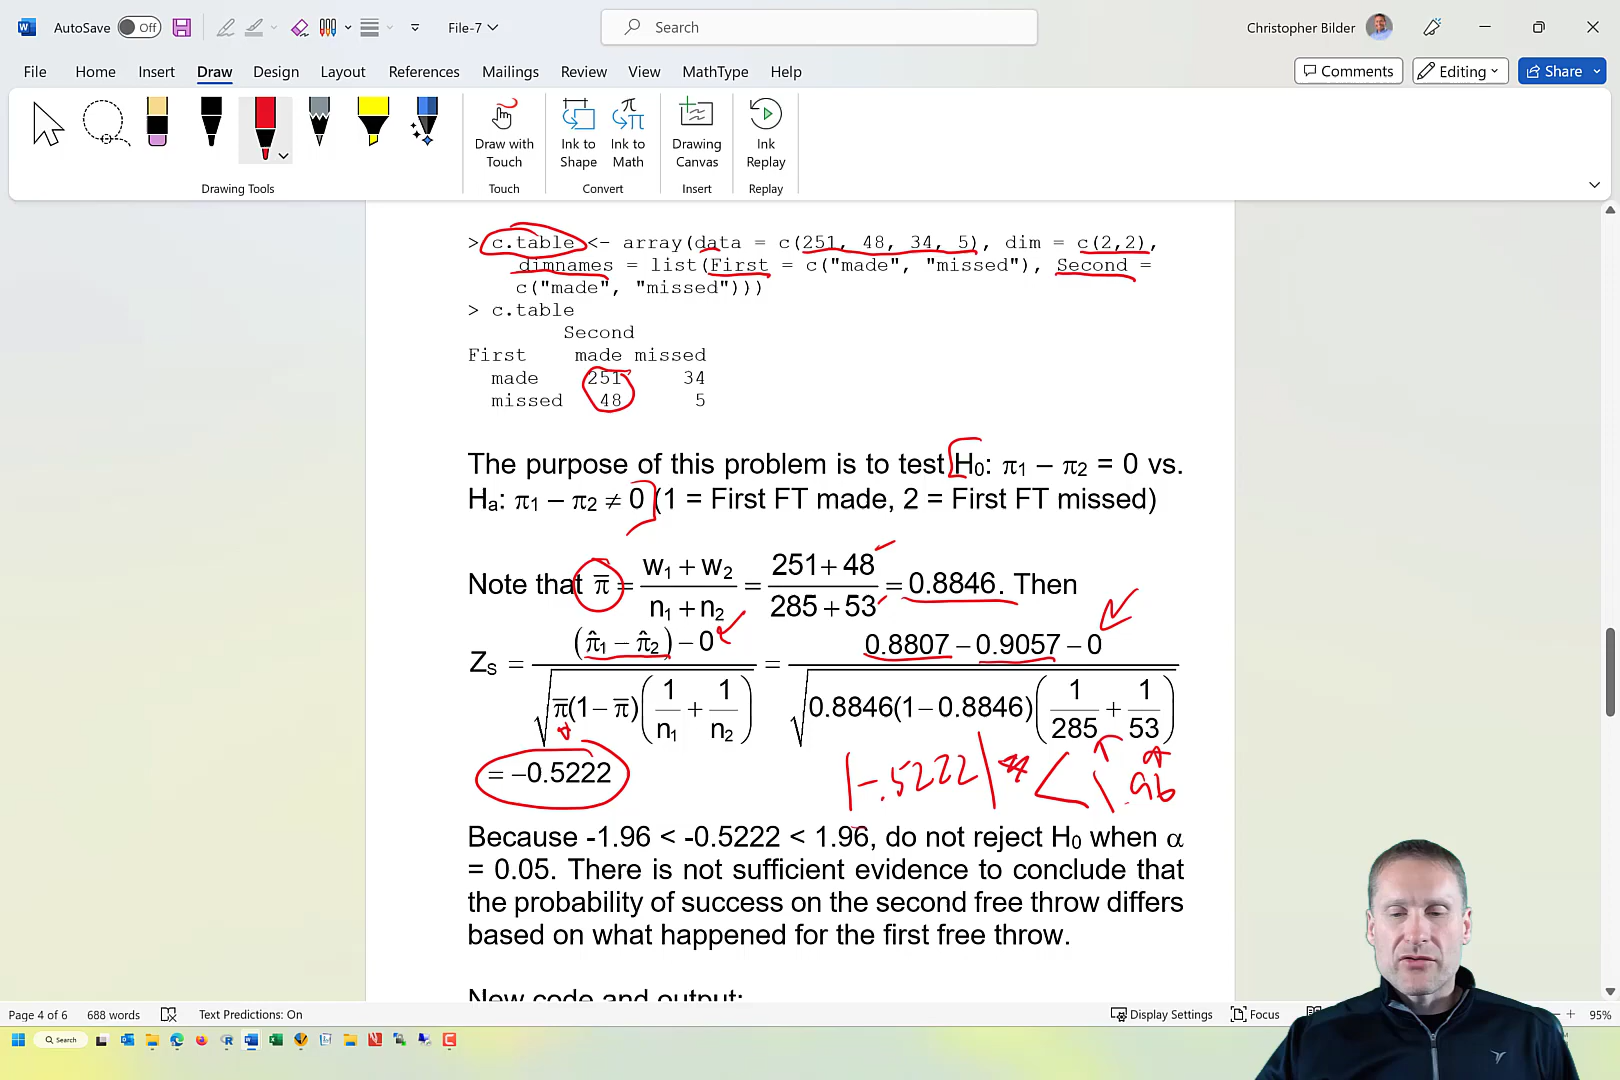 AutoSave Off File-7 Search Christopher Bilder
File Home Insert Draw Design Layout References Mailings Review View MathType Help Comments Editing Share
Draw with Touch Ink to Shape Ink to Math Drawing Canvas Ink Replay
Drawing Tools Touch Convert Insert Replay
> c.table <- array(data = c(251, 48, 34, 5), dim = c(2,2),
dimnames = list(First = c("made", "missed"), Second =
c("made", "missed")))
> c.table
Second
First made missed
made 251 34
missed 48 5
The purpose of this problem is to test H₀: π₁ − π₂ = 0 vs.
Hₐ: π₁ − π₂ ≠ 0 (1 = First FT made, 2 = First FT missed)
Note that π̄ = (w₁ + w₂)/(n₁ + n₂) = (251 + 48)/(285 + 53) = 0.8846. Then
Z_S = ((π̂₁ − π̂₂) − 0)/√(π̄(1 − π̄)(1/n₁ + 1/n₂)) = (0.8807 − 0.9057 − 0)/√(0.8846(1 − 0.8846)(1/285 + 1/53))
= −0.5222
|-.5222| < 1.96
Because -1.96 < -0.5222 < 1.96, do not reject H₀ when α
= 0.05. There is not sufficient evidence to conclude that
the probability of success on the second free throw differs
based on what happened for the first free throw.
New code and output:
Page 4 of 6 688 words Text Predictions: On Display Settings Focus 95%
Search